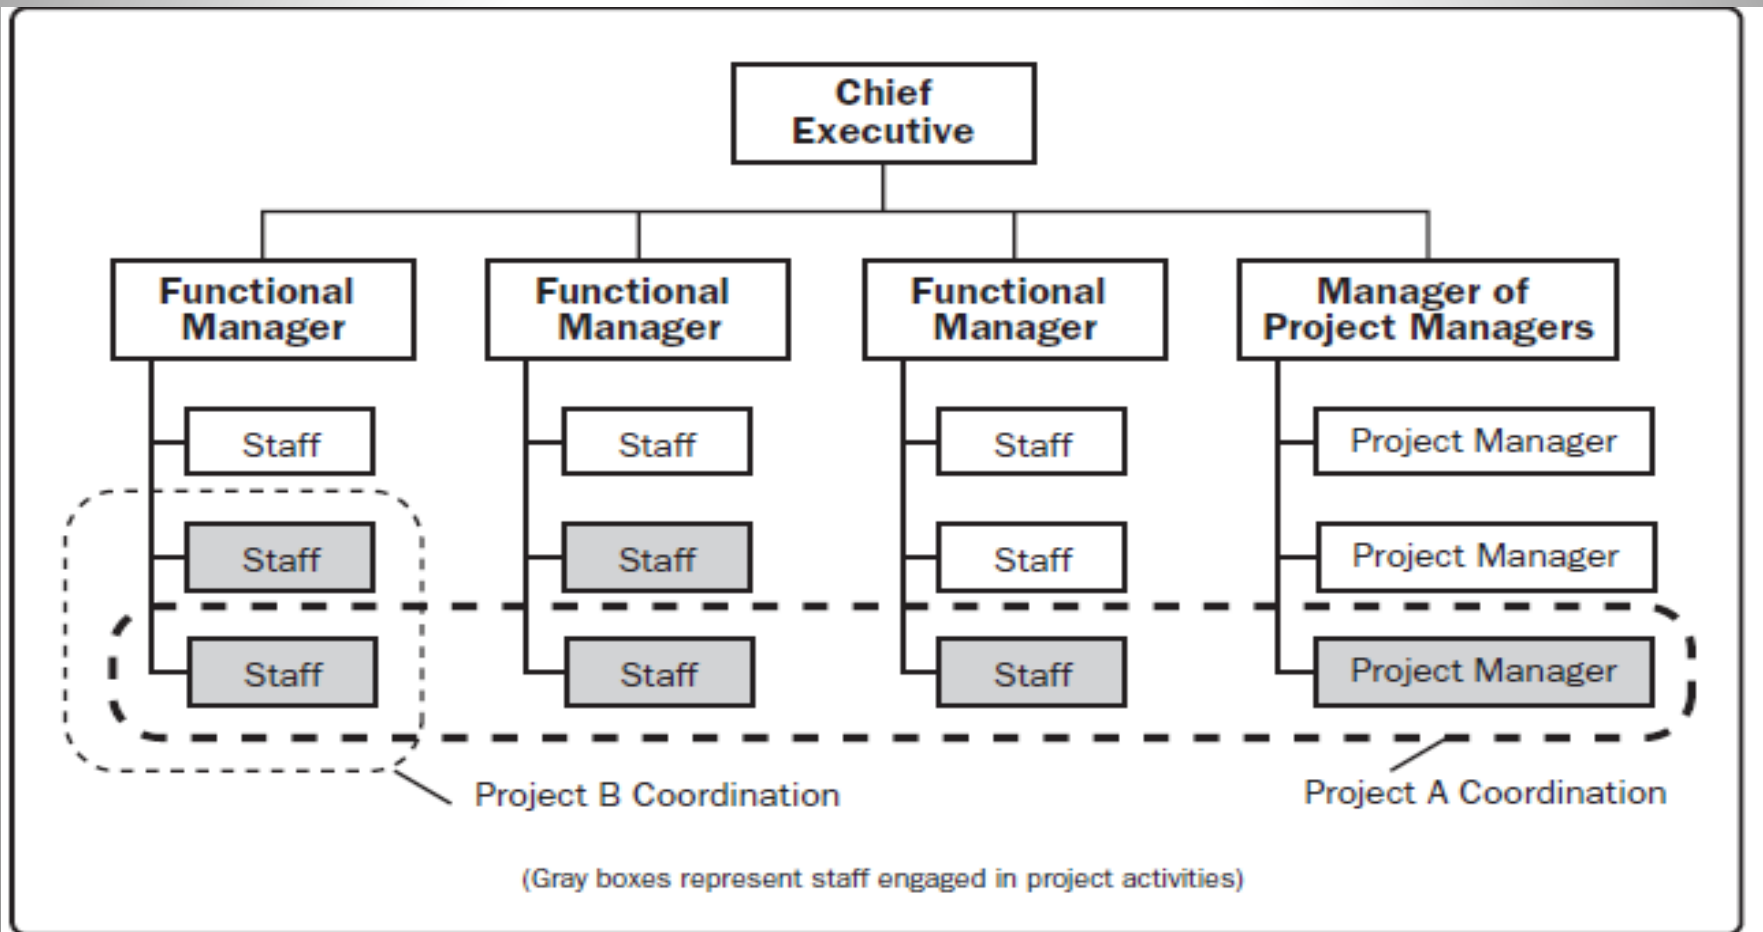 Chief
Executive
Functional
Manager
Functional
Manager
Functional
Manager
Manager of
Project Managers
Staff
Staff
Staff
Project Manager
Staff
Staff
Staff
Project Manager
Staff
Staff
Staff
Project Manager
Project B Coordination
Project A Coordination
(Gray boxes represent staff engaged in project activities)